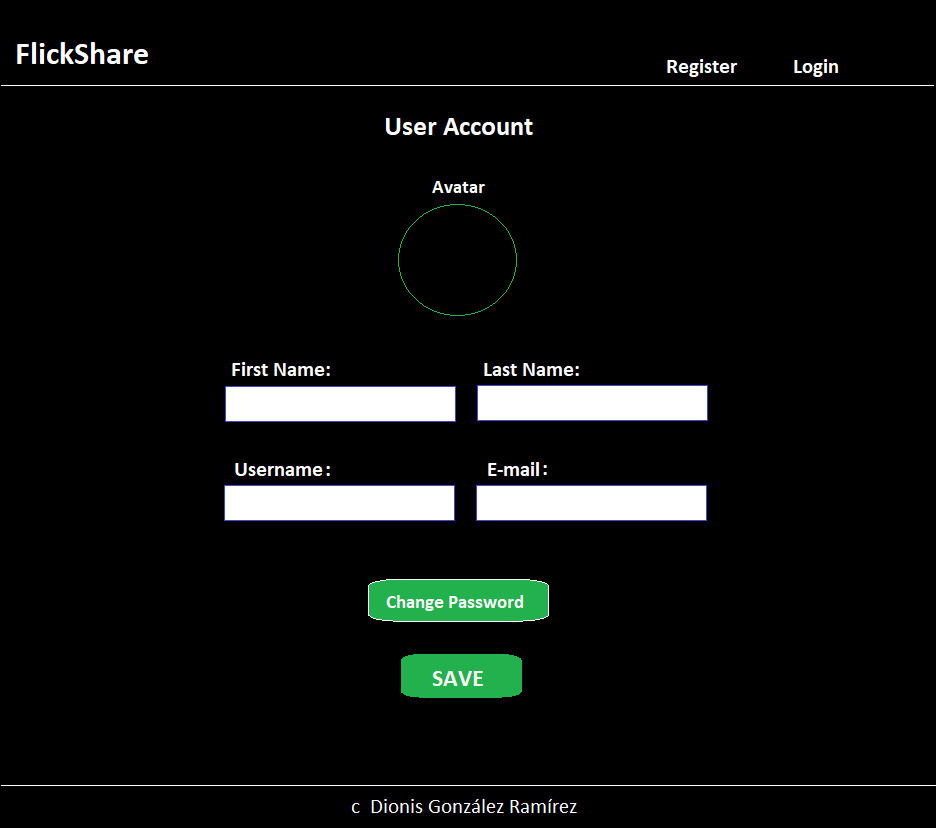 FlickShare
Register Login
User Account
Avatar
First Name: Last Name:
Username: E-mail:
Change Password
SAVE
c Dionis González Ramírez